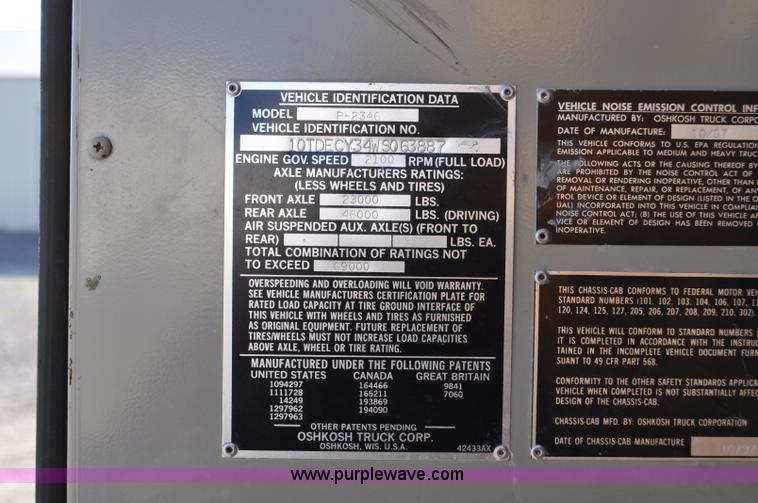 VEHICLE IDENTIFICATION DATA
MODEL P-2346
VEHICLE IDENTIFICATION NO.
10TDECY34WS063887
ENGINE GOV. SPEED 2100 RPM (FULL LOAD)
AXLE MANUFACTURERS RATINGS:
(LESS WHEELS AND TIRES)
FRONT AXLE 23000 LBS.
REAR AXLE 46000 LBS. (DRIVING)
AIR SUSPENDED AUX. AXLE(S) (FRONT TO
REAR) LBS. EA.
TOTAL COMBINATION OF RATINGS NOT
TO EXCEED 69000
OVERSPEEDING AND OVERLOADING WILL VOID WARRANTY.
SEE VEHICLE MANUFACTURERS CERTIFICATION PLATE FOR
RATED LOAD CAPACITY AT TIRE GROUND INTERFACE OF
THIS VEHICLE WITH WHEELS AND TIRES AS FURNISHED
AS ORIGINAL EQUIPMENT. FUTURE REPLACEMENT OF
TIRES/WHEELS MUST NOT INCREASE LOAD CAPACITIES
ABOVE AXLE, WHEEL OR TIRE RATING.
MANUFACTURED UNDER THE FOLLOWING PATENTS
UNITED STATES CANADA GREAT BRITAIN
1094297 164466 9841
1111728 165211 7060
14249 193869
1297962 194090
1297963
OTHER PATENTS PENDING
OSHKOSH TRUCK CORP.
OSHKOSH, WIS. U.S.A. 42433AX
VEHICLE NOISE EMISSION CONTROL INF
MANUFACTURED BY: OSHKOSH TRUCK CORPO
DATE OF MANUFACTURE: 10/97
THIS VEHICLE CONFORMS TO U.S. EPA REGULATION
EMISSION APPLICABLE TO MEDIUM AND HEAVY TRUC
THE FOLLOWING ACTS OR THE CAUSING THEREOF BY
ARE PROHIBITED BY THE NOISE CONTROL ACT OF
REMOVAL OR RENDERING INOPERATIVE, OTHER THAN
OF MAINTENANCE, REPAIR, OR REPLACEMENT, OF ANY
TROL DEVICE OR ELEMENT OF DESIGN (LISTED IN THE O
UAL) INCORPORATED INTO THIS VEHICLE IN COMPLIAN
NOISE CONTROL ACT; (B) THE USE OF THIS VEHICLE A
VICE OR ELEMENT OF DESIGN HAS BEEN REMOVED O
INOPERATIVE.
THIS CHASSIS-CAB CONFORMS TO FEDERAL MOTOR VEH
STANDARD NUMBERS (101, 102, 103, 104, 106, 107, 11
120, 124, 125, 127, 205, 206, 207, 208, 209, 210, 302).
THIS VEHICLE WILL CONFORM TO STANDARD NUMBERS (
IT IS COMPLETED IN ACCORDANCE WITH THE INSTRUC
TAINED IN THE INCOMPLETE VEHICLE DOCUMENT FURN
SUANT TO 49 CFR PART 568.
CONFORMITY TO THE OTHER SAFETY STANDARDS APPLICA
VEHICLE WHEN COMPLETED IS NOT SUBSTANTIALLY AFFE
DESIGN OF THE CHASSIS-CAB.
CHASSIS-CAB MFD. BY: OSHKOSH TRUCK CORPORATION
DATE OF CHASSIS-CAB MANUFACTURE
www.purplewave.com